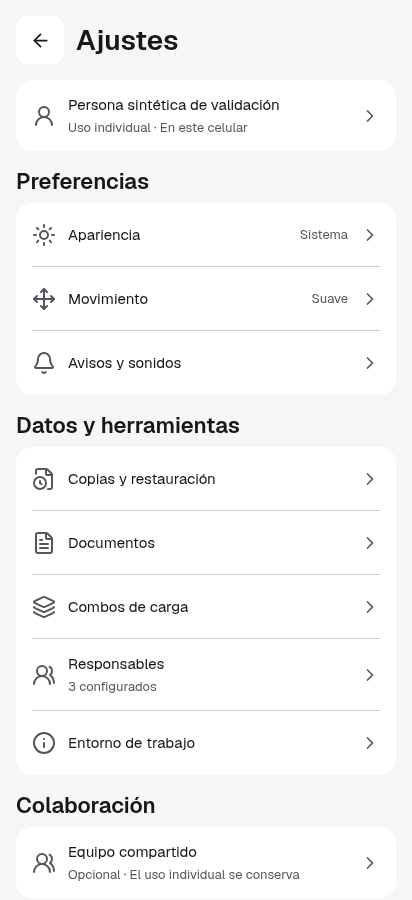 Ajustes
Persona sintética de validación
Uso individual · En este celular
Preferencias
Apariencia Sistema
Movimiento Suave
Avisos y sonidos
Datos y herramientas
Copias y restauración
Documentos
Combos de carga
Responsables
3 configurados
Entorno de trabajo
Colaboración
Equipo compartido
Opcional · El uso individual se conserva